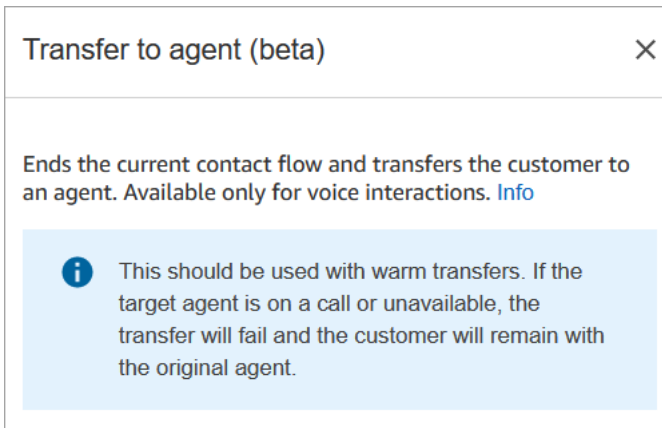 Transfer to agent (beta)
Ends the current contact flow and transfers the customer to
an agent. Available only for voice interactions. Info
This should be used with warm transfers. If the
target agent is on a call or unavailable, the
transfer will fail and the customer will remain with
the original agent.